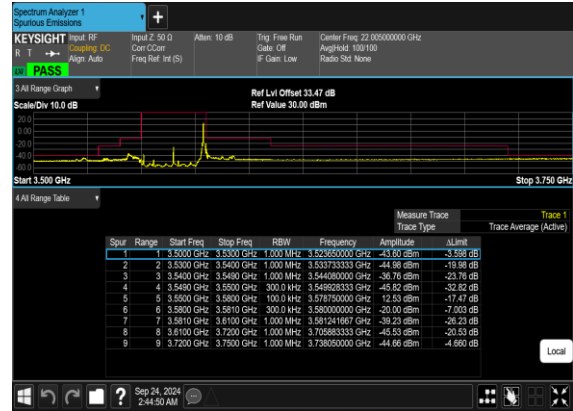 Spectrum Analyzer 1
Spurious Emissions
KEYSIGHT Input: RF Input Z: 50 Ω Atten: 10 dB Trig: Free Run Center Freq: 22.005000000 GHz
R T Coupling: DC Corr CCorr Gate: Off Avg|Hold: 100/100
Align: Auto Freq Ref: Int (S) IF Gain: Low Radio Std: None
PASS
3 All Range Graph
Ref Lvl Offset 33.47 dB
Scale/Div 10.0 dB Ref Value 30.00 dBm
20.0
0.00
-20.0
-40.0
-60.0
Start 3.500 GHz Stop 3.750 GHz
4 All Range Table
Measure Trace Trace 1
Trace Type Trace Average (Active)
Spur Range Start Freq Stop Freq RBW Frequency Amplitude ΔLimit
1 1 3.5000 GHz 3.5300 GHz 1.000 MHz 3.523650000 GHz -43.60 dBm -3.598 dB
2 2 3.5300 GHz 3.5400 GHz 1.000 MHz 3.533733333 GHz -44.98 dBm -19.98 dB
3 3 3.5400 GHz 3.5490 GHz 1.000 MHz 3.544080000 GHz -36.76 dBm -23.76 dB
4 4 3.5490 GHz 3.5500 GHz 300.0 kHz 3.549928333 GHz -45.82 dBm -32.82 dB
5 5 3.5500 GHz 3.5800 GHz 100.0 kHz 3.578750000 GHz 12.53 dBm -17.47 dB
6 6 3.5800 GHz 3.5810 GHz 300.0 kHz 3.580000000 GHz -20.00 dBm -7.003 dB
7 7 3.5810 GHz 3.6100 GHz 1.000 MHz 3.581241667 GHz -39.23 dBm -26.23 dB
8 8 3.6100 GHz 3.7200 GHz 1.000 MHz 3.705883333 GHz -45.53 dBm -20.53 dB
9 9 3.7200 GHz 3.7500 GHz 1.000 MHz 3.738050000 GHz -44.66 dBm -4.660 dB
Local
Sep 24, 2024
2:44:50 AM